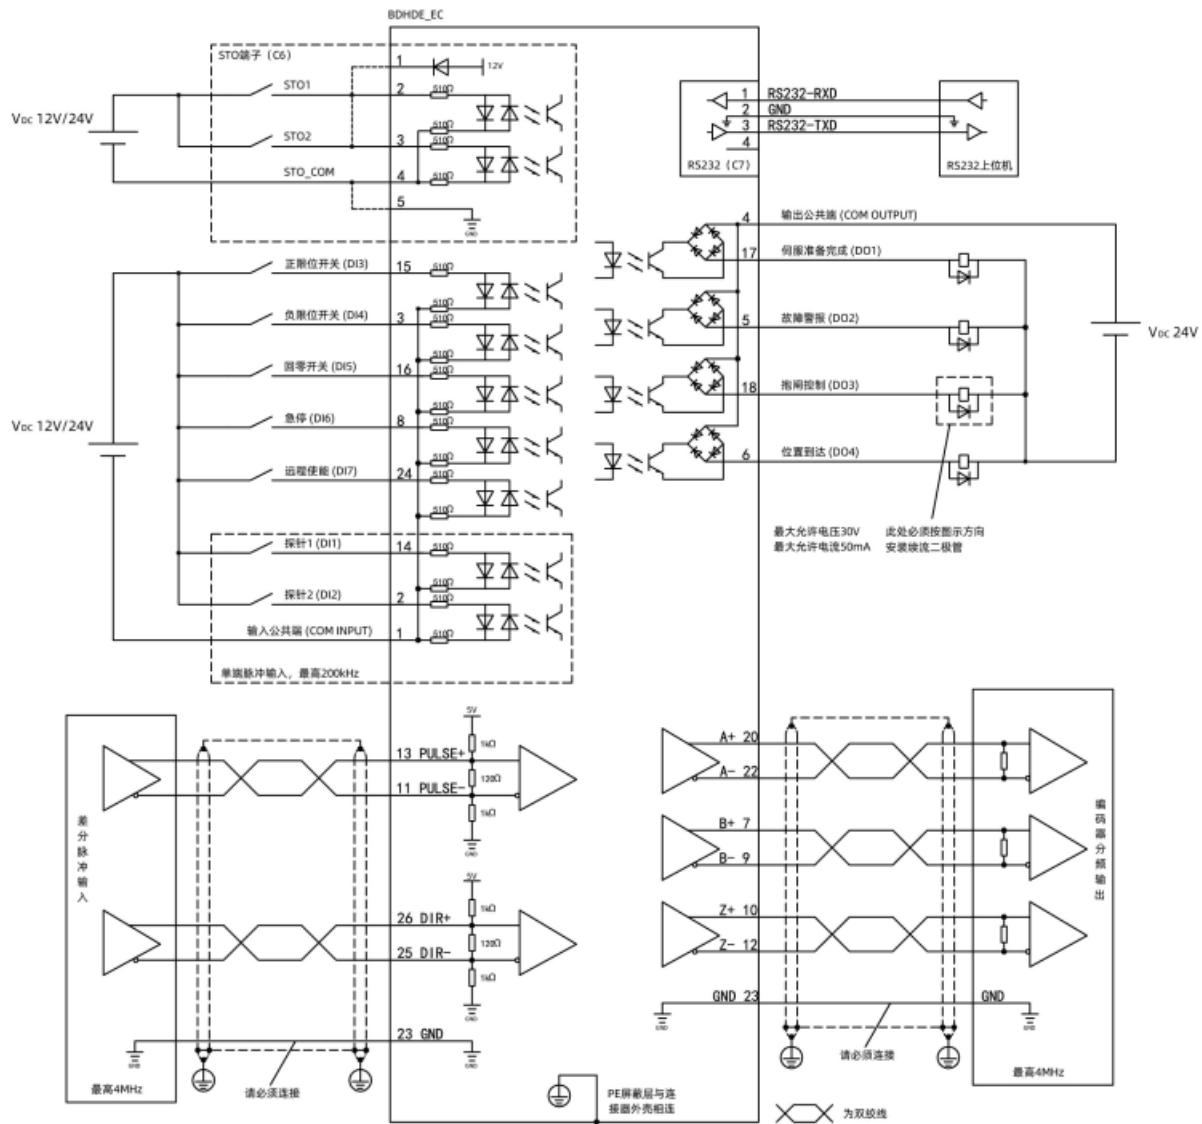 BDHDE_EC
STO端子（C6）
1
12V
STO1
2
510Ω
VDC 12V/24V
510Ω
STO2
3
510Ω
STO_COM
4
510Ω
5
GND
1 RS232-RXD
2 GND
3 RS232-TXD
4
RS232（C7）
RS232上位机
4 输出公共端 (COM OUTPUT)
17 伺服准备完成 (DO1)
5 故障警报 (DO2)
18 抱闸控制 (DO3)
6 位置到达 (DO4)
VDC 24V
最大允许电压30V
最大允许电流50mA
此处必须按图示方向
安装续流二极管
正限位开关 (DI3) 15
510Ω
510Ω
负限位开关 (DI4) 3
510Ω
510Ω
回零开关 (DI5) 16
510Ω
510Ω
VDC 12V/24V
急停 (DI6) 8
510Ω
510Ω
远程使能 (DI7) 24
510Ω
510Ω
探针1 (DI1) 14
510Ω
510Ω
探针2 (DI2) 2
510Ω
输入公共端 (COM INPUT) 1
510Ω
单端脉冲输入，最高200kHz
差分脉冲输入
5V
1kΩ
13 PULSE+
120Ω
11 PULSE-
1kΩ
GND
5V
1kΩ
26 DIR+
120Ω
25 DIR-
1kΩ
GND
23 GND
GND
GND
请必须连接
最高4MHz
A+ 20
A- 22
B+ 7
B- 9
Z+ 10
Z- 12
GND 23
GND
GND
GND
编码器分频输出
请必须连接
最高4MHz
PE屏蔽层与连
接器外壳相连
为双绞线